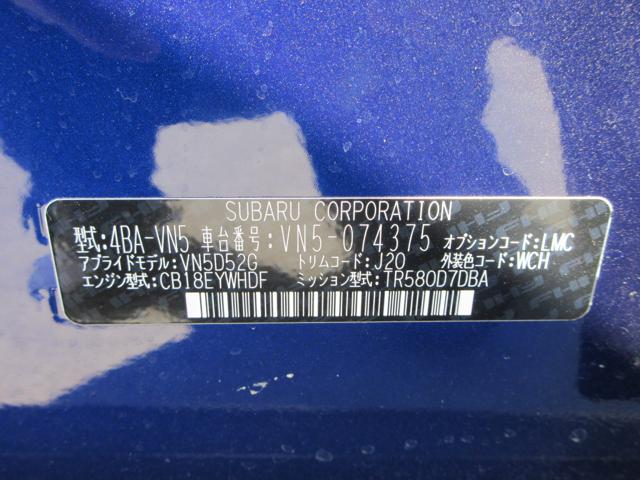 SUBARU CORPORATION
型式:4BA-VN5 車台番号:VN5-074375 オプションコード:LMC
アプライドモデル:VN5D52G トリムコード:J20 外装色コード:WCH
エンジン型式:CB18EYWHDF ミッション型式:TR580D7DBA